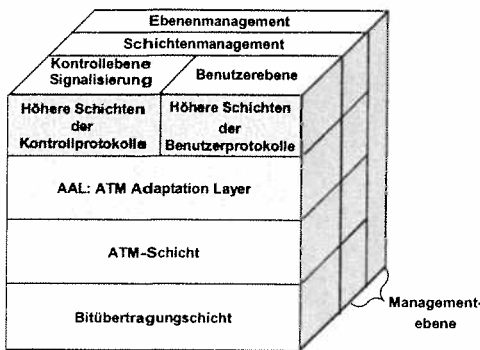 Ebenenmanagement
Schichtenmanagement
Kontrollebene
Signalisierung
Benutzerebene
Höhere Schichten
der
Kontrollprotokolle
Höhere Schichten
der
Benutzerprotokolle
AAL: ATM Adaptation Layer
ATM-Schicht
Bitübertragungschicht
Management-
ebene